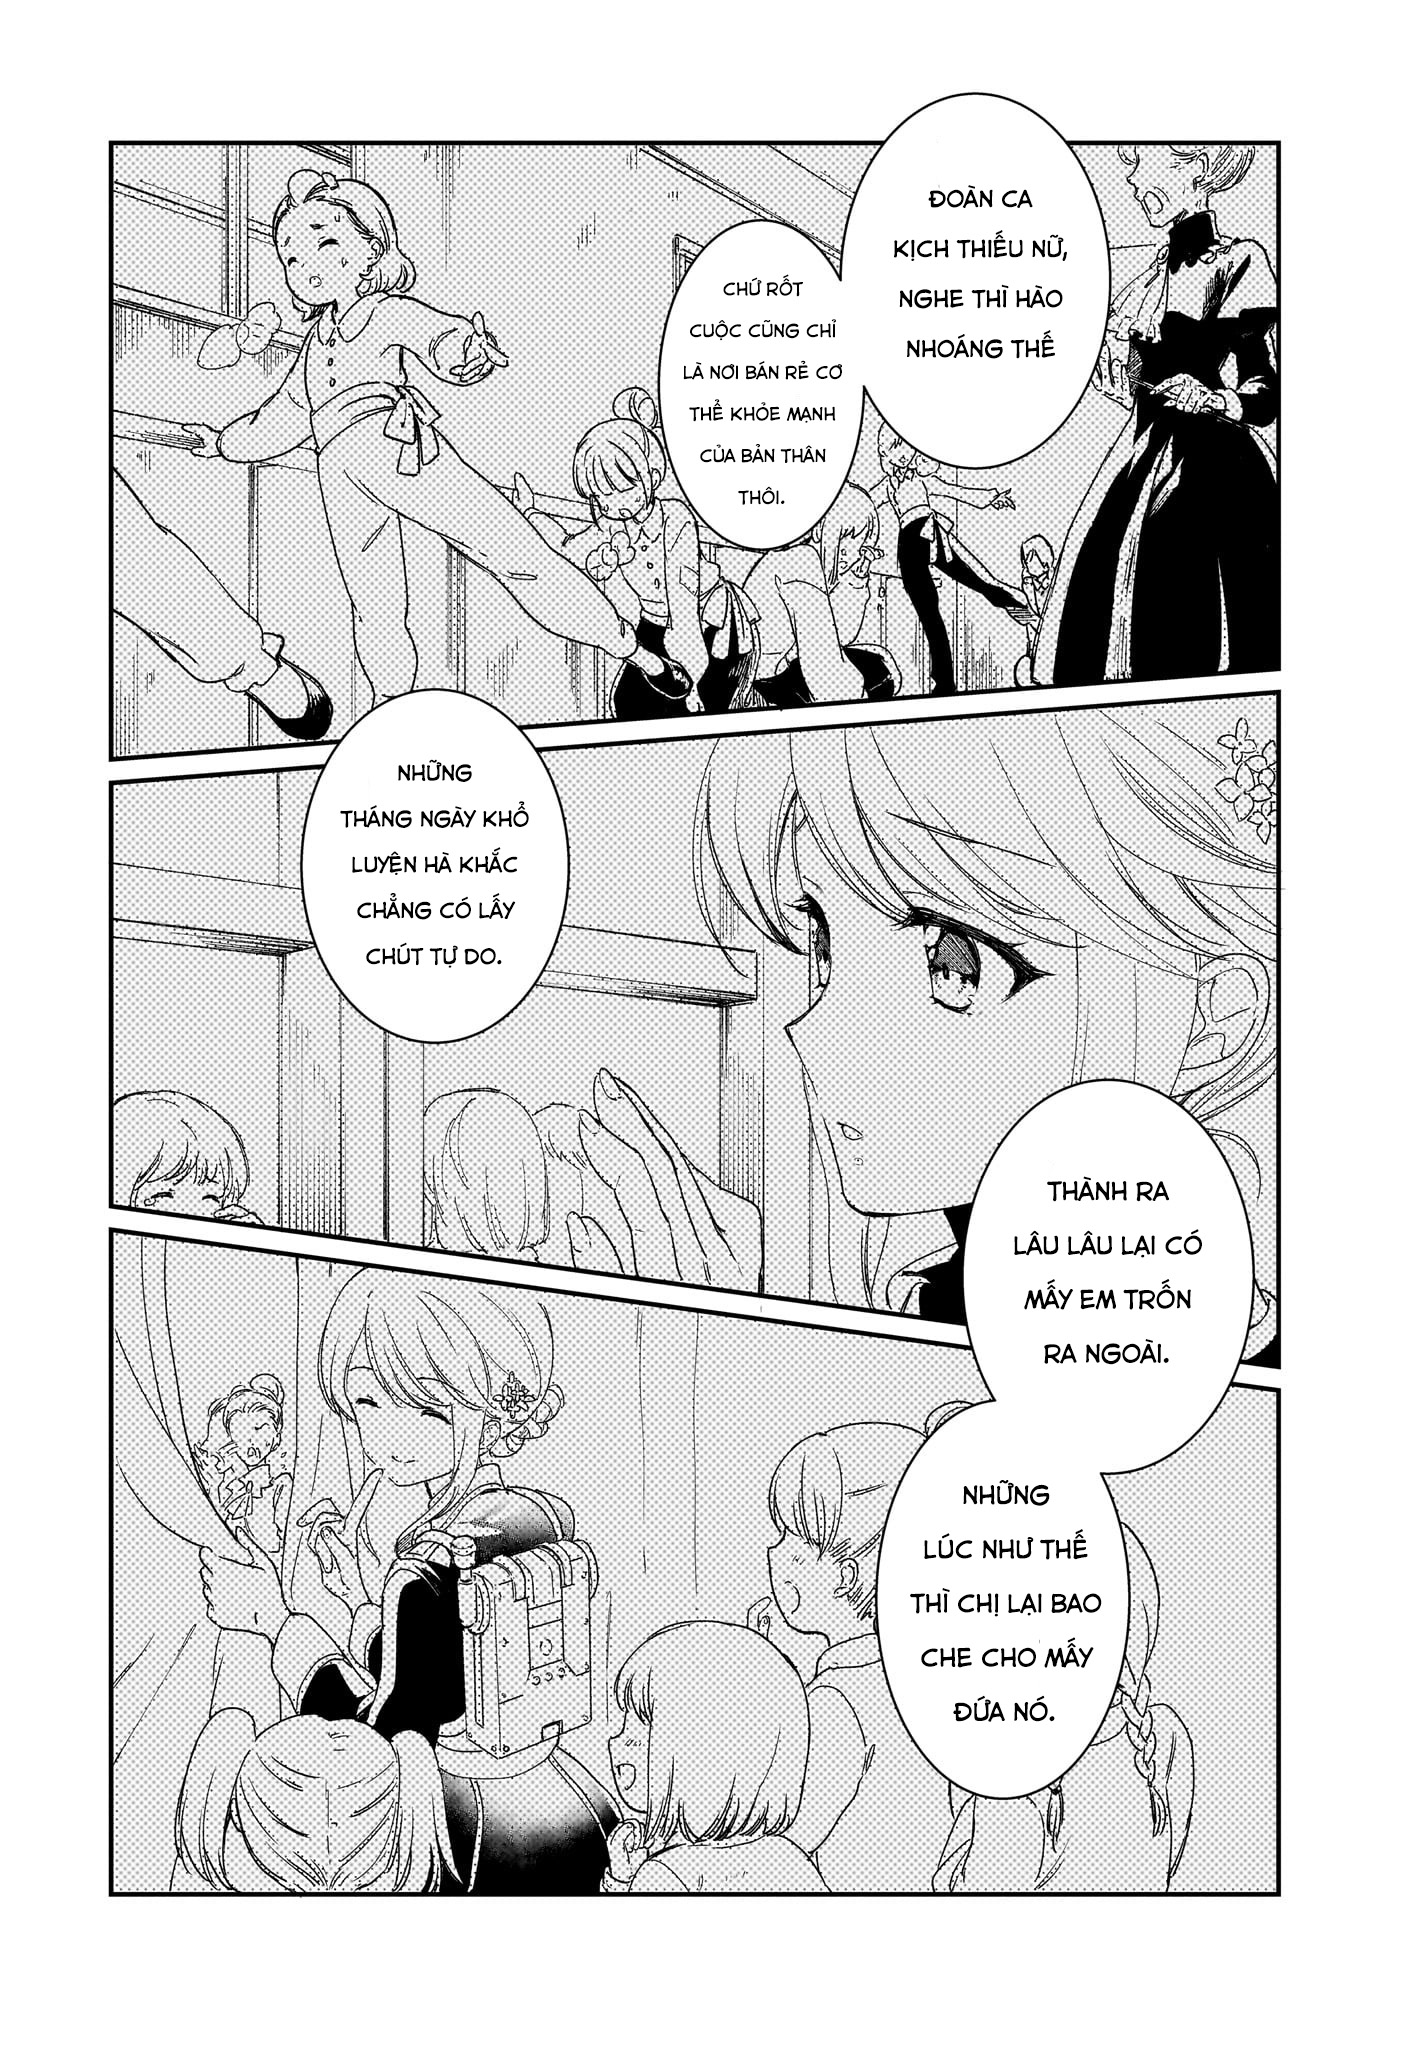 ĐOÀN CA
KỊCH THIẾU NỮ,
NGHE THÌ HÀO
NHOÁNG THẾ
CHỨ RỐT
CUỘC CŨNG CHỈ
LÀ NƠI BÁN RẺ CƠ
THỂ KHỎE MẠNH
CỦA BẢN THÂN
THÔI.
NHỮNG
THÁNG NGÀY KHỔ
LUYỆN HÀ KHẮC
CHẲNG CÓ LẤY
CHÚT TỰ DO.
THÀNH RA
LÂU LÂU LẠI CÓ
MẤY EM TRỐN
RA NGOÀI.
NHỮNG
LÚC NHƯ THẾ
THÌ CHỊ LẠI BAO
CHE CHO MẤY
ĐỨA NÓ.